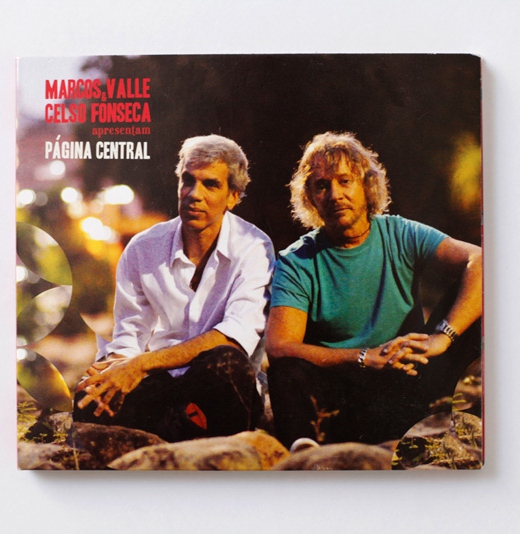 MARCOS VALLE
&
CELSO FONSECA
apresentam
PÁGINA CENTRAL